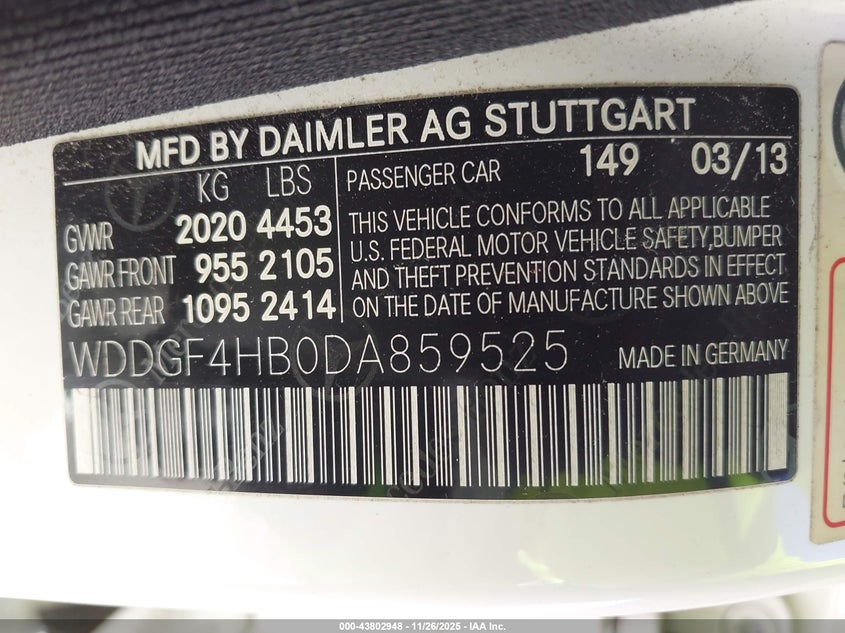 MFD BY DAIMLER AG STUTTGART
KG LBS PASSENGER CAR 149 03/13
GVWR 2020 4453
GAWR FRONT 955 2105
GAWR REAR 1095 2414
THIS VEHICLE CONFORMS TO ALL APPLICABLE
U.S. FEDERAL MOTOR VEHICLE SAFETY,BUMPER
AND THEFT PREVENTION STANDARDS IN EFFECT
ON THE DATE OF MANUFACTURE SHOWN ABOVE
WDDGF4HB0DA859525 MADE IN GERMANY
000-43802948 - 11/26/2025 - IAA Inc.